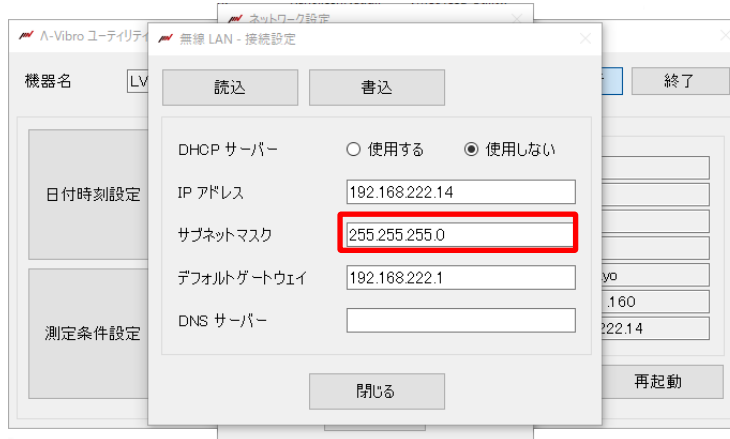 ネットワーク設定
Λ-Vibro ユーティリティ
無線 LAN - 接続設定
機器名
LV
終了
読込
書込
DHCP サーバー
使用する
使用しない
IP アドレス
192.168.222.14
サブネットマスク
255.255.255.0
デフォルトゲートウェイ
192.168.222.1
DNS サーバー
閉じる
日付時刻設定
測定条件設定
yo
.160
222.14
再起動